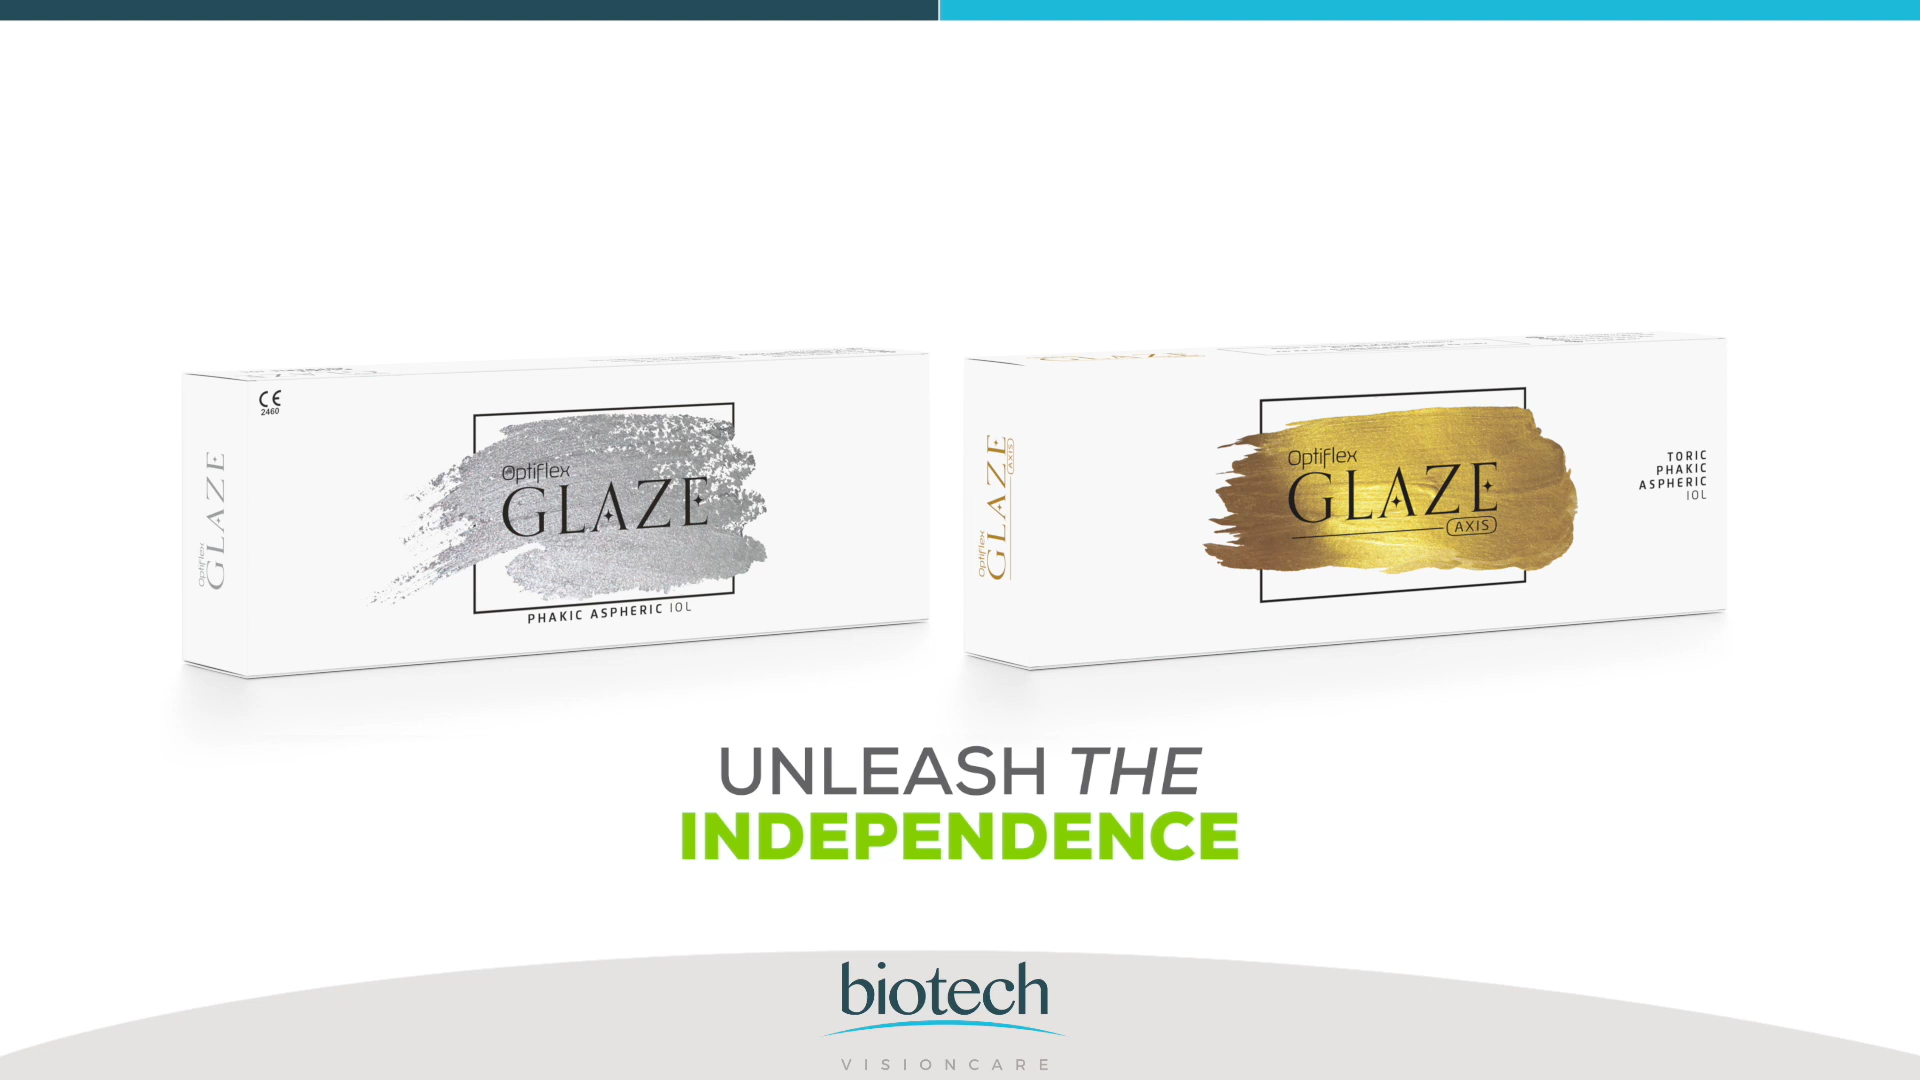 CE
2460
Optiflex
GLAZE
Optiflex
GLAZE
PHAKIC ASPHERIC IOL
GLAZE
Optiflex
GLAZE
AXIS
Optiflex
GLAZE
AXIS
TORIC
PHAKIC
ASPHERIC
IOL
UNLEASH THE
INDEPENDENCE
biotech
VISIONCARE